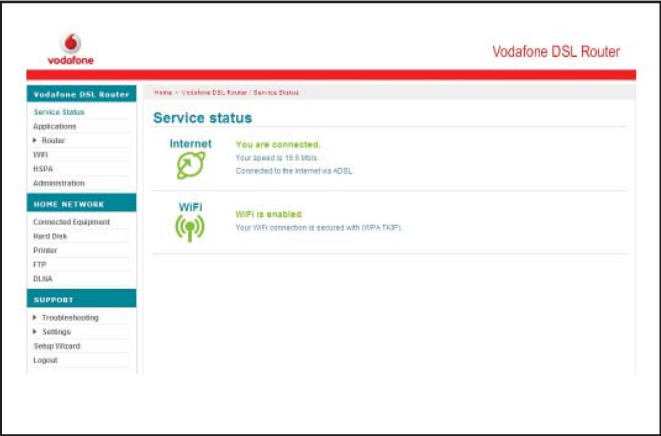 vodafone
Vodafone DSL Router
Vodafone DSL Router
Service Status
Applications
Router
WiFi
HSPA
Administration
HOME NETWORK
Connected Equipment
Hard Disk
Printer
FTP
DLNA
SUPPORT
Troubleshooting
Settings
Setup Wizard
Logout
Home > Vodafone DSL Router / Service Status
Service status
Internet
You are connected.
Your speed is 16.6 Mb/s.
Connected to the Internet via ADSL.
WiFi
WiFi is enabled
Your WiFi connection is secured with (WPA TKIP).